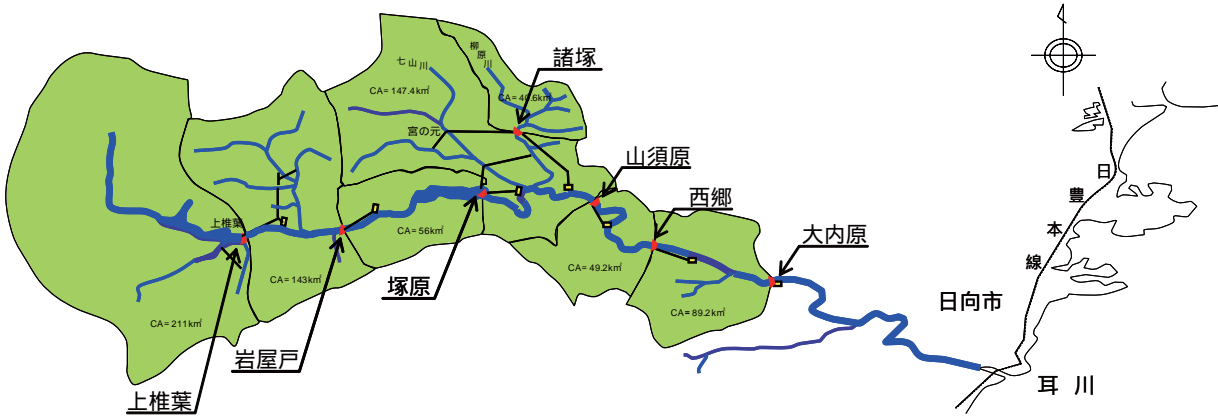 諸塚
柳原川
七山川
CA= 147.4k㎡
CA= 40.6k㎡
宮の元
山須原
西郷
上椎葉
CA= 56k㎡
大内原
CA= 49.2k㎡
CA= 143k㎡
塚原
CA= 211k㎡
CA= 89.2k㎡
岩屋戸
上椎葉
日豊本線
日向市
耳川